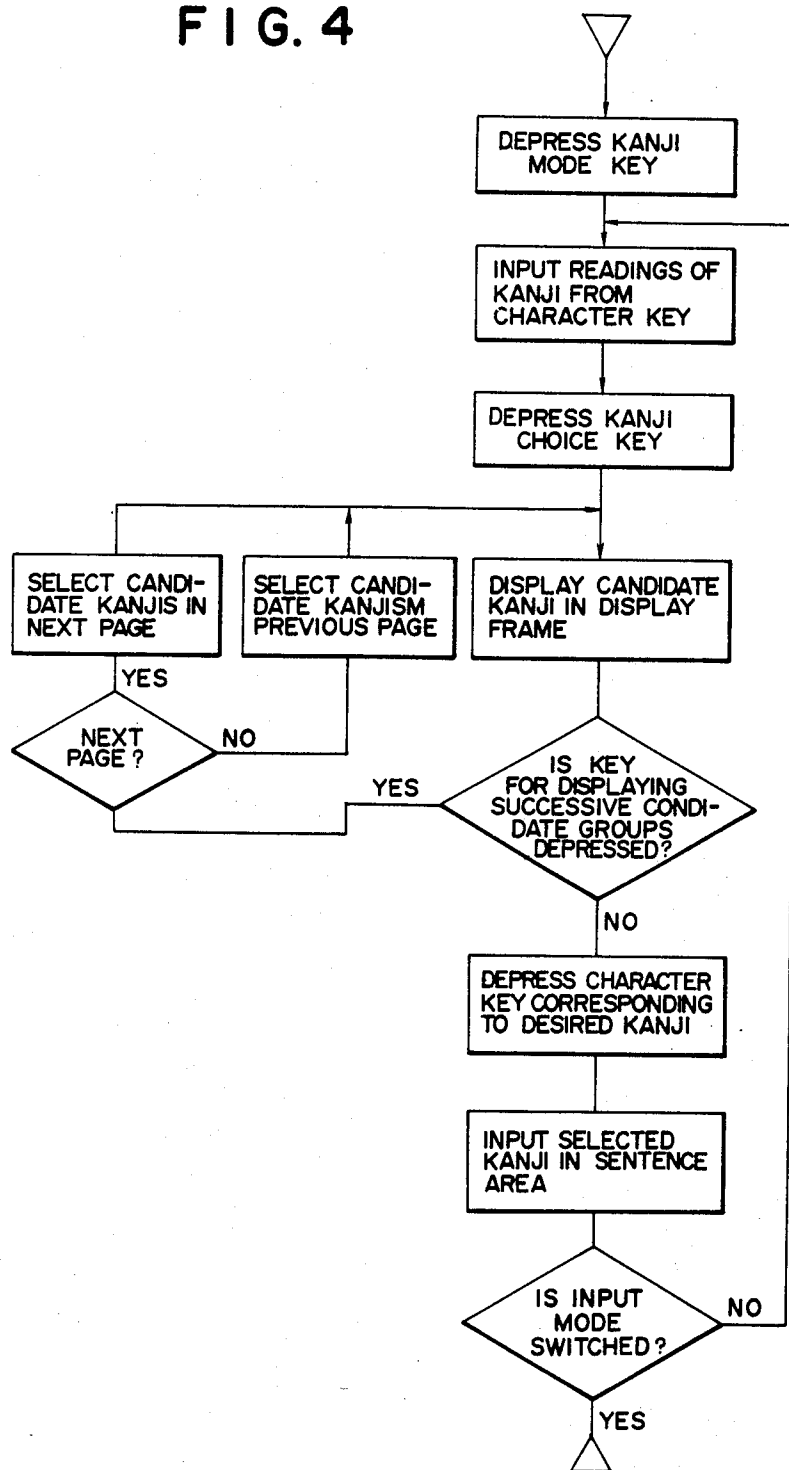 FIG. 4
DEPRESS KANJI
MODE KEY
INPUT READINGS OF
KANJI FROM
CHARACTER KEY
DEPRESS KANJI
CHOICE KEY
SELECT CANDI-
DATE KANJIS IN
NEXT PAGE
SELECT CANDI-
DATE KANJISM
PREVIOUS PAGE
DISPLAY CANDIDATE
KANJI IN DISPLAY
FRAME
YES
NEXT
PAGE?
NO
YES
IS KEY
FOR DISPLAYING
SUCCESSIVE CONDI-
DATE GROUPS
DEPRESSED?
NO
DEPRESS CHARACTER
KEY CORRESPONDING
TO DESIRED KANJI
INPUT SELECTED
KANJI IN SENTENCE
AREA
IS INPUT
MODE
SWITCHED?
NO
YES